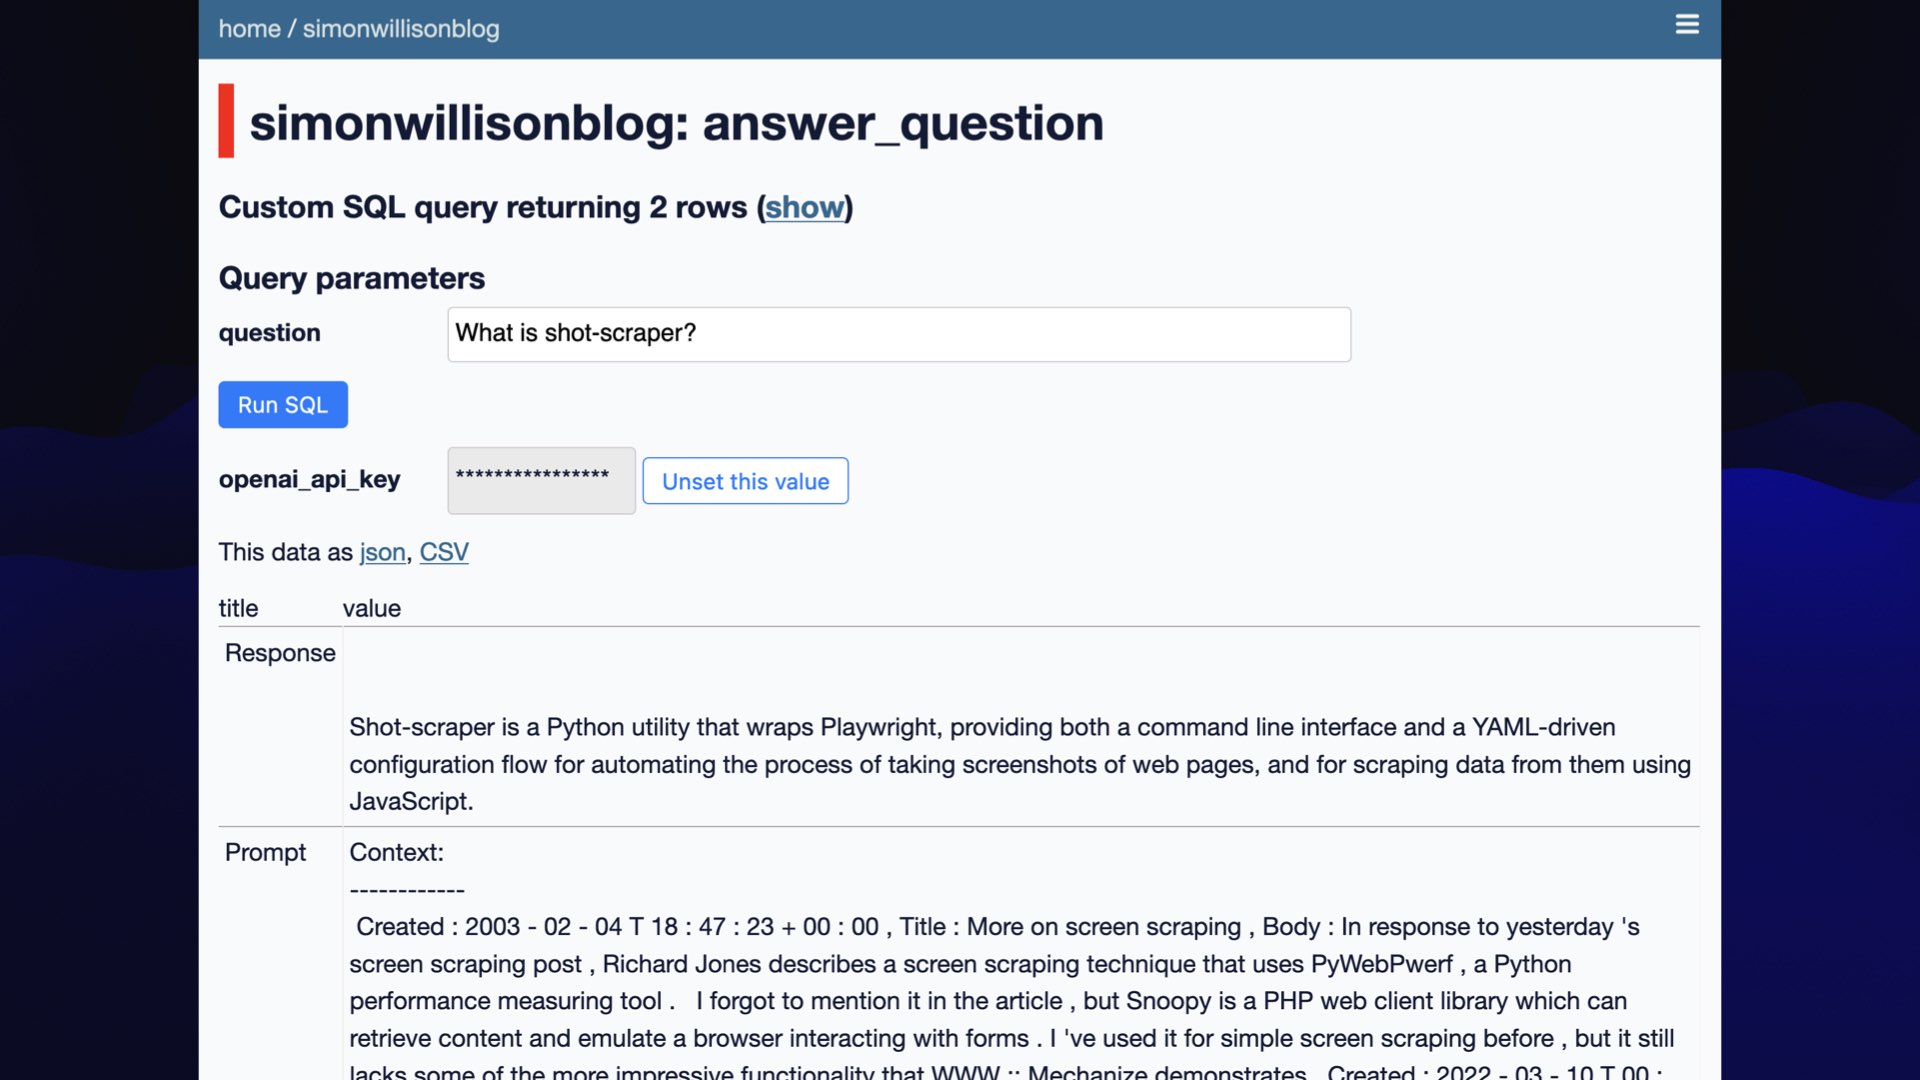 home / simonwillisonblog
simonwillisonblog: answer_question
Custom SQL query returning 2 rows (show)
Query parameters
question What is shot-scraper?
Run SQL
openai_api_key **************** Unset this value
This data as json, CSV
title value
Response
Shot-scraper is a Python utility that wraps Playwright, providing both a command line interface and a YAML-driven
configuration flow for automating the process of taking screenshots of web pages, and for scraping data from them using
JavaScript.
Prompt Context:
------------
Created : 2003 - 02 - 04 T 18 : 47 : 23 + 00 : 00 , Title : More on screen scraping , Body : In response to yesterday 's
screen scraping post , Richard Jones describes a screen scraping technique that uses PyWebPwerf , a Python
performance measuring tool .   I forgot to mention it in the article , but Snoopy is a PHP web client library which can
retrieve content and emulate a browser interacting with forms . I 've used it for simple screen scraping before , but it still
lacks some of the more impressive functionality that WWW :: Mechanize demonstrates . Created : 2022 - 03 - 10 T 00 :